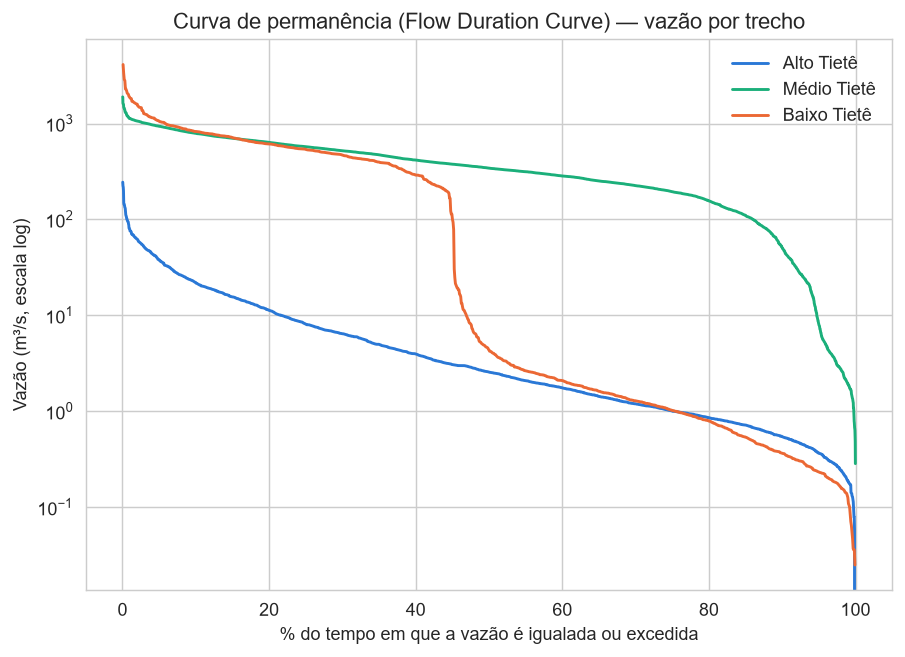 Curva de permanência (Flow Duration Curve) — vazão por trecho
Alto Tietê
Médio Tietê
Baixo Tietê
Vazão (m³/s, escala log)
10³
10²
10¹
10⁰
10⁻¹
0 20 40 60 80 100
% do tempo em que a vazão é igualada ou excedida